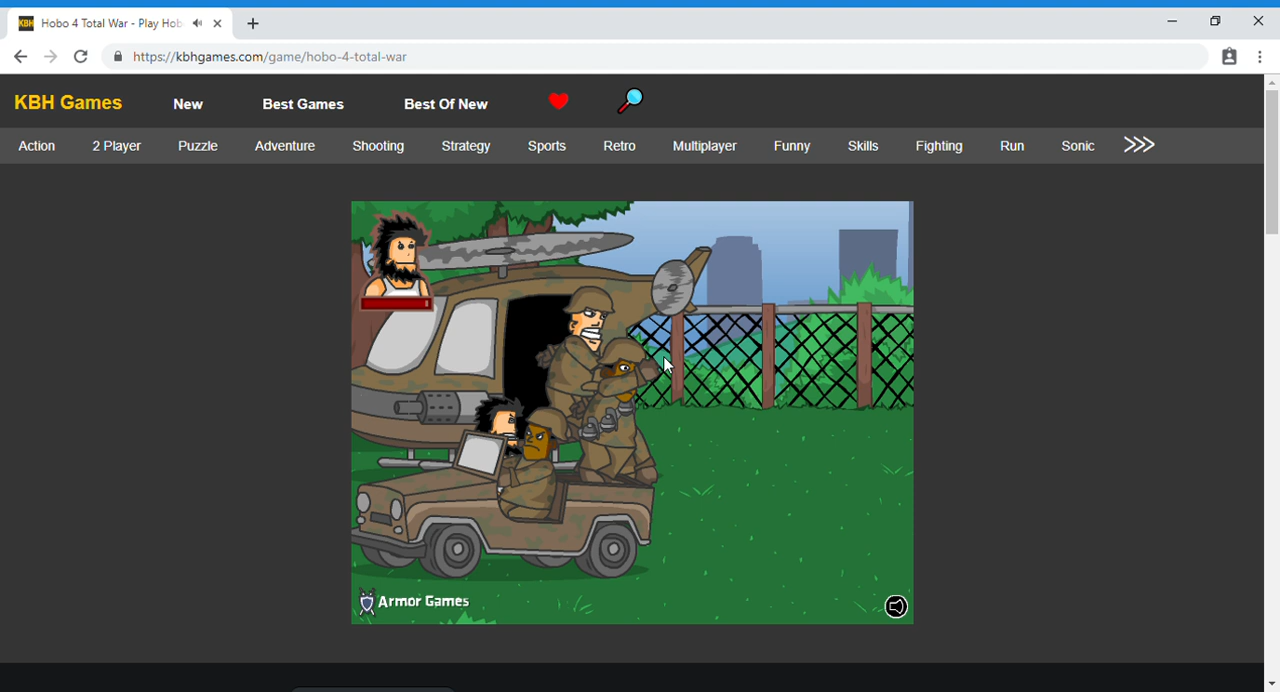 KBH
Hobo 4 Total War - Play Hob
https://kbhgames.com/game/hobo-4-total-war
KBH Games
New
Best Games
Best Of New
Action
2 Player
Puzzle
Adventure
Shooting
Strategy
Sports
Retro
Multiplayer
Funny
Skills
Fighting
Run
Sonic
Armor Games